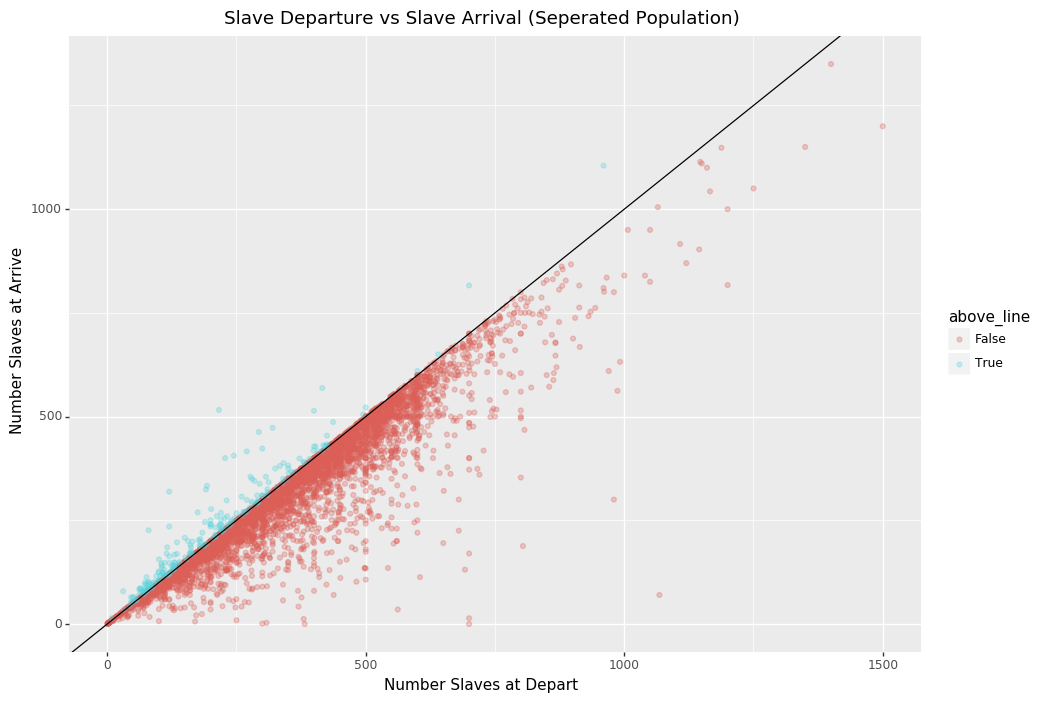 Slave Departure vs Slave Arrival (Seperated Population)
Number Slaves at Arrive
1000
500
0
0
500
1000
1500
Number Slaves at Depart
above_line
False
True